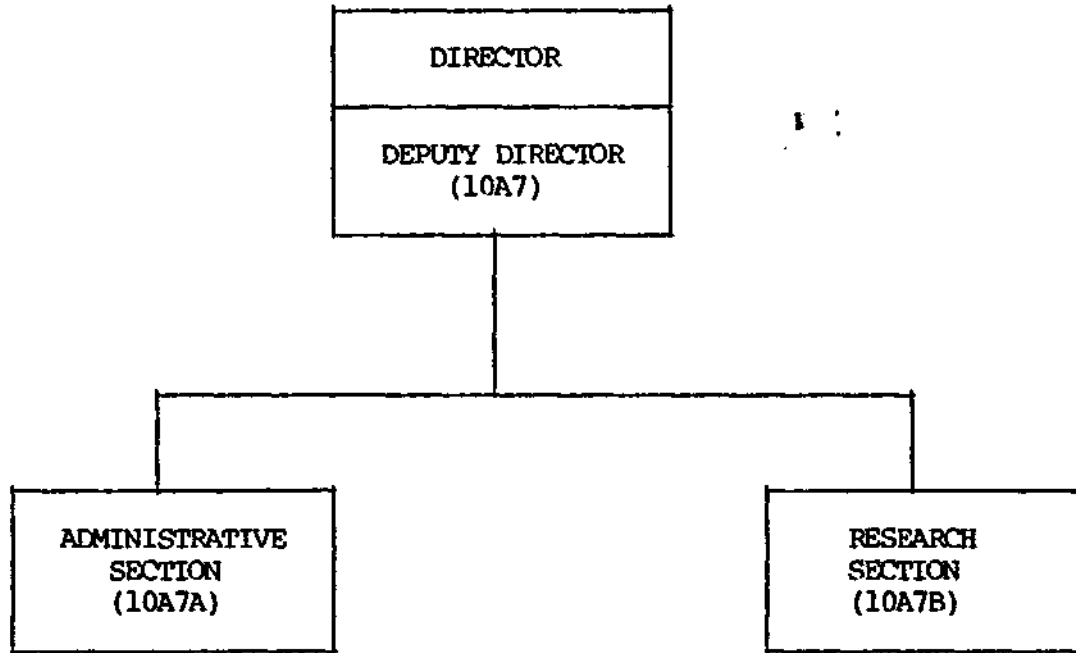 DIRECTOR
DEPUTY DIRECTOR
(10A7)
ADMINISTRATIVE
SECTION
(10A7A)
RESEARCH
SECTION
(10A7B)